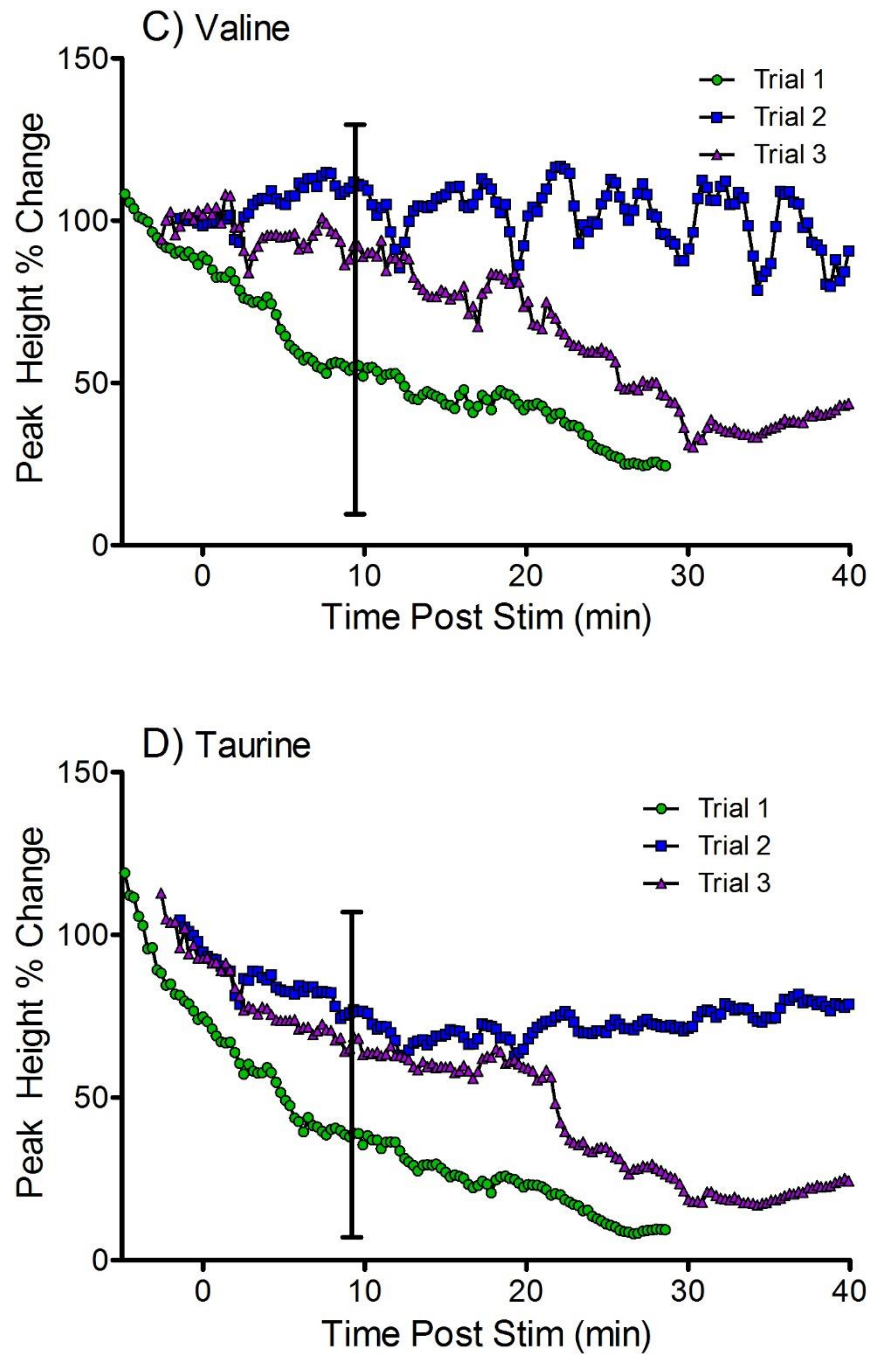 C) Valine
150
100
50
0
Peak Height % Change
Trial 1
Trial 2
Trial 3
0 10 20 30 40
Time Post Stim (min)
D) Taurine
150
100
50
0
Peak Height % Change
Trial 1
Trial 2
Trial 3
0 10 20 30 40
Time Post Stim (min)